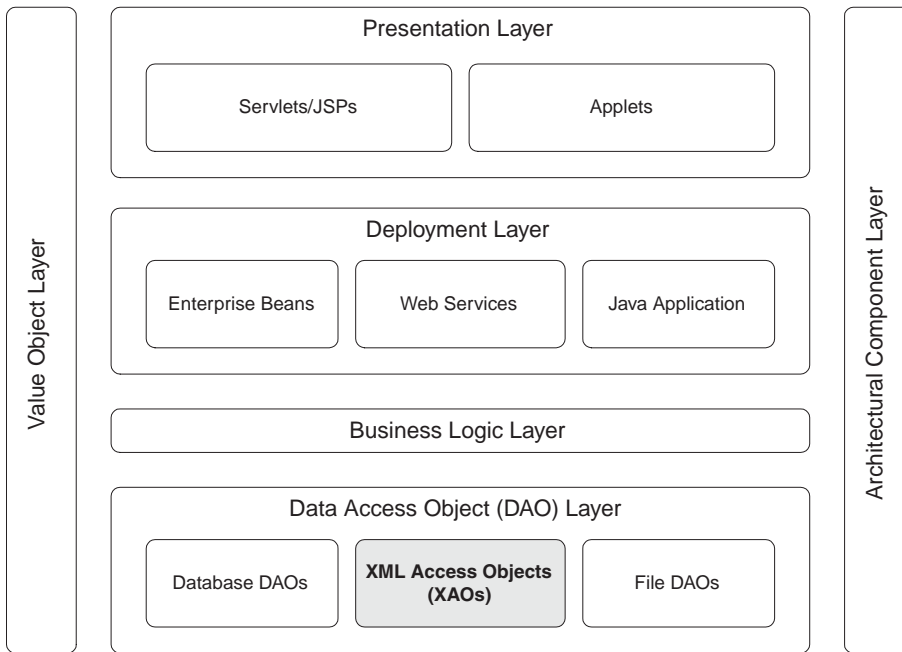 Value Object Layer
Presentation Layer
Servlets/JSPs
Applets
Deployment Layer
Enterprise Beans
Web Services
Java Application
Business Logic Layer
Data Access Object (DAO) Layer
Database DAOs
XML Access Objects
(XAOs)
File DAOs
Architectural Component Layer